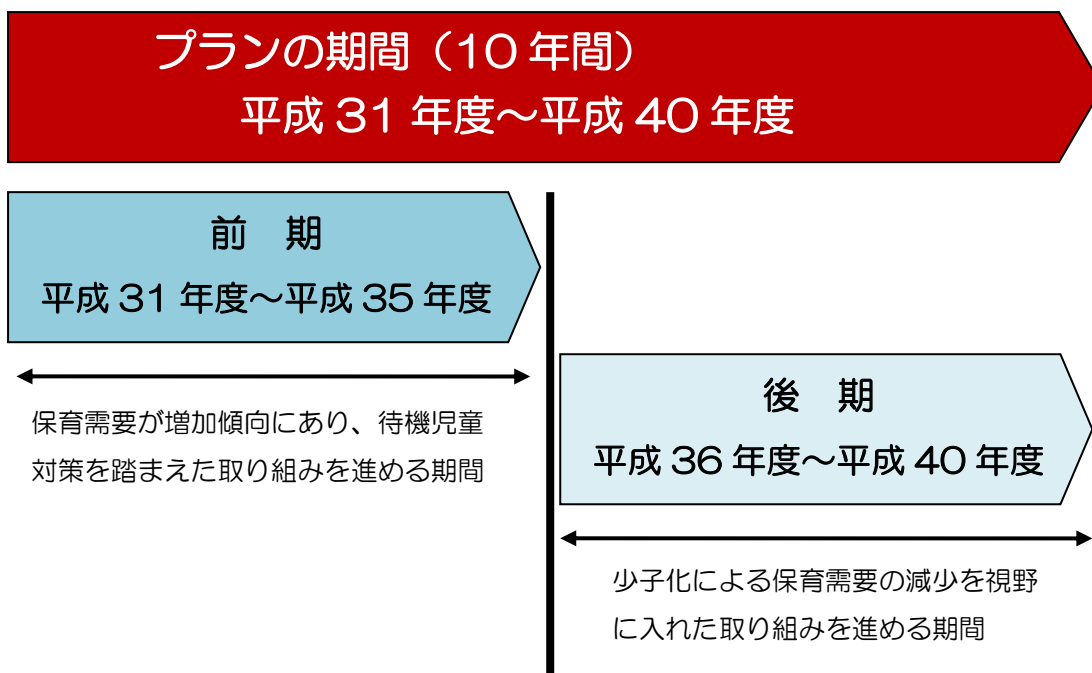 プランの期間（10年間）
平成31年度～平成40年度
前　期
平成31年度～平成35年度
保育需要が増加傾向にあり、待機児童
対策を踏まえた取り組みを進める期間
後　期
平成36年度～平成40年度
少子化による保育需要の減少を視野
に入れた取り組みを進める期間